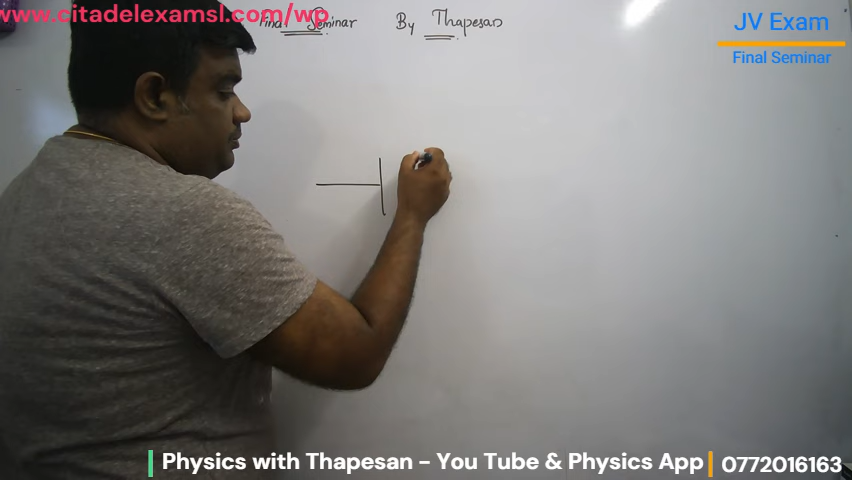 www.citadelexamsl.com/wp
Final Seminar By Thapesan
JV Exam
Final Seminar
Physics with Thapesan - You Tube & Physics App
0772016163